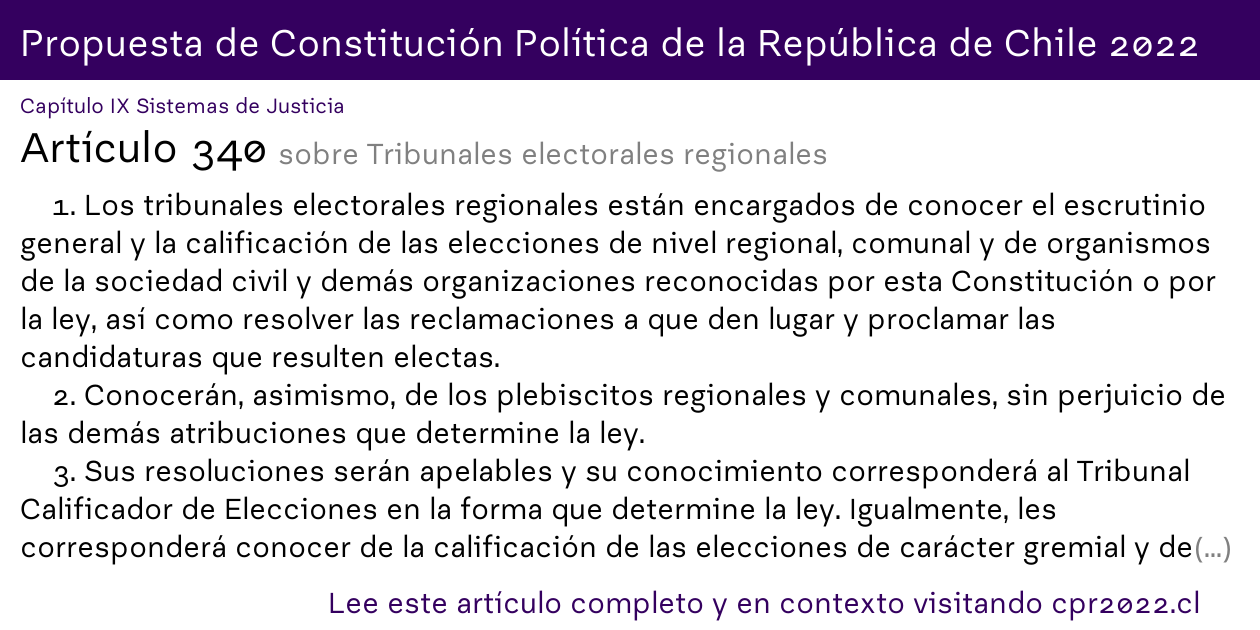 Propuesta de Constitución Política de la República de Chile 2022
Capítulo IX Sistemas de Justicia
Artículo 340 sobre Tribunales electorales regionales
1. Los tribunales electorales regionales están encargados de conocer el escrutinio
general y la calificación de las elecciones de nivel regional, comunal y de organismos
de la sociedad civil y demás organizaciones reconocidas por esta Constitución o por
la ley, así como resolver las reclamaciones a que den lugar y proclamar las
candidaturas que resulten electas.
2. Conocerán, asimismo, de los plebiscitos regionales y comunales, sin perjuicio de
las demás atribuciones que determine la ley.
3. Sus resoluciones serán apelables y su conocimiento corresponderá al Tribunal
Calificador de Elecciones en la forma que determine la ley. Igualmente, les
corresponderá conocer de la calificación de las elecciones de carácter gremial y de(...)
Lee este artículo completo y en contexto visitando cpr2022.cl